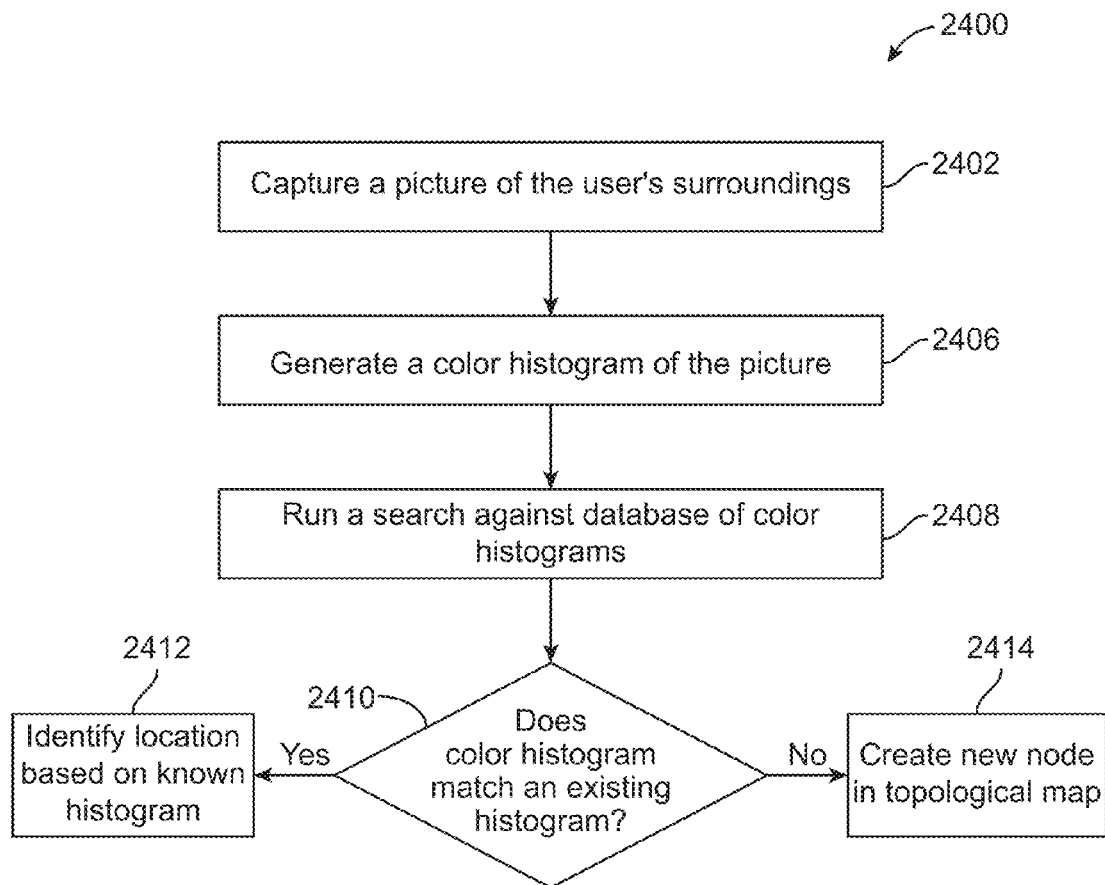 2400
Capture a picture of the user's surroundings
2402
Generate a color histogram of the picture
2406
Run a search against database of color
histograms
2408
2412
Identify location
based on known
histogram
Yes
2410
Does
color histogram
match an existing
histogram?
No
2414
Create new node
in topological map